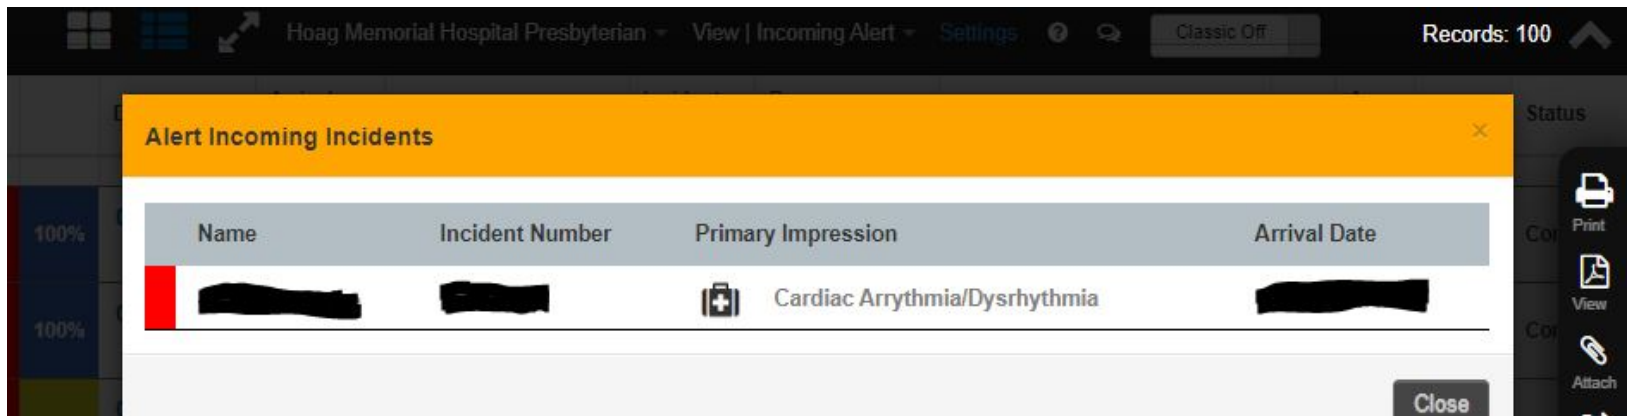 Hoag Memorial Hospital Presbyterian View | Incoming Alert Settings Classic Off Records: 100
Status
Alert Incoming Incidents ×
Print
Name Incident Number Primary Impression Arrival Date
100%
Cardiac Arrythmia/Dysrhythmia
View
100%
Attach
Close